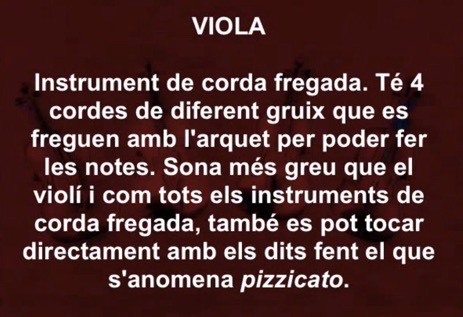 VIOLA
Instrument de corda fregada. Té 4
cordes de diferent gruix que es
freguen amb l'arquet per poder fer
les notes. Sona més greu que el
violí i com tots els instruments de
corda fregada, també es pot tocar
directament amb els dits fent el que
s'anomena pizzicato.